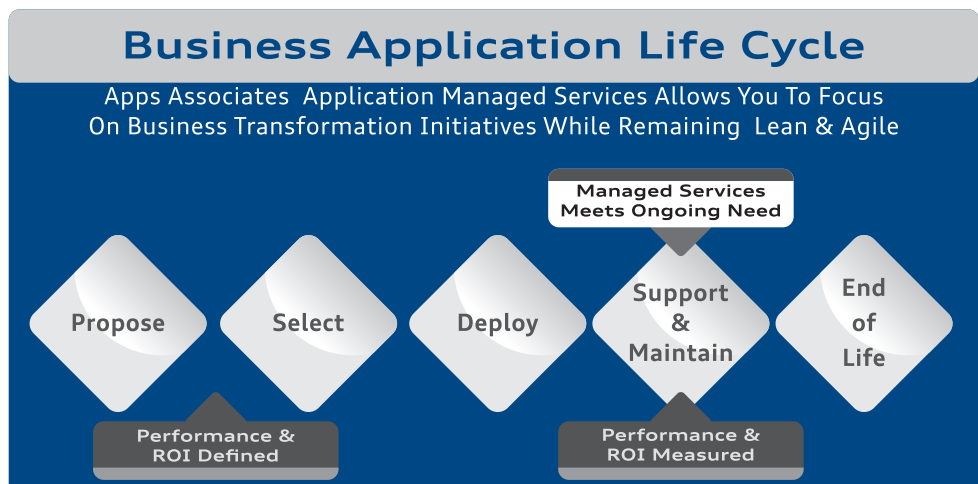 Business Application Life Cycle
Apps Associates Application Managed Services Allows You To Focus
On Business Transformation Initiatives While Remaining Lean & Agile
Managed Services
Meets Ongoing Need
Propose
Select
Deploy
Support
&
Maintain
End
of
Life
Performance &
ROI Defined
Performance &
ROI Measured